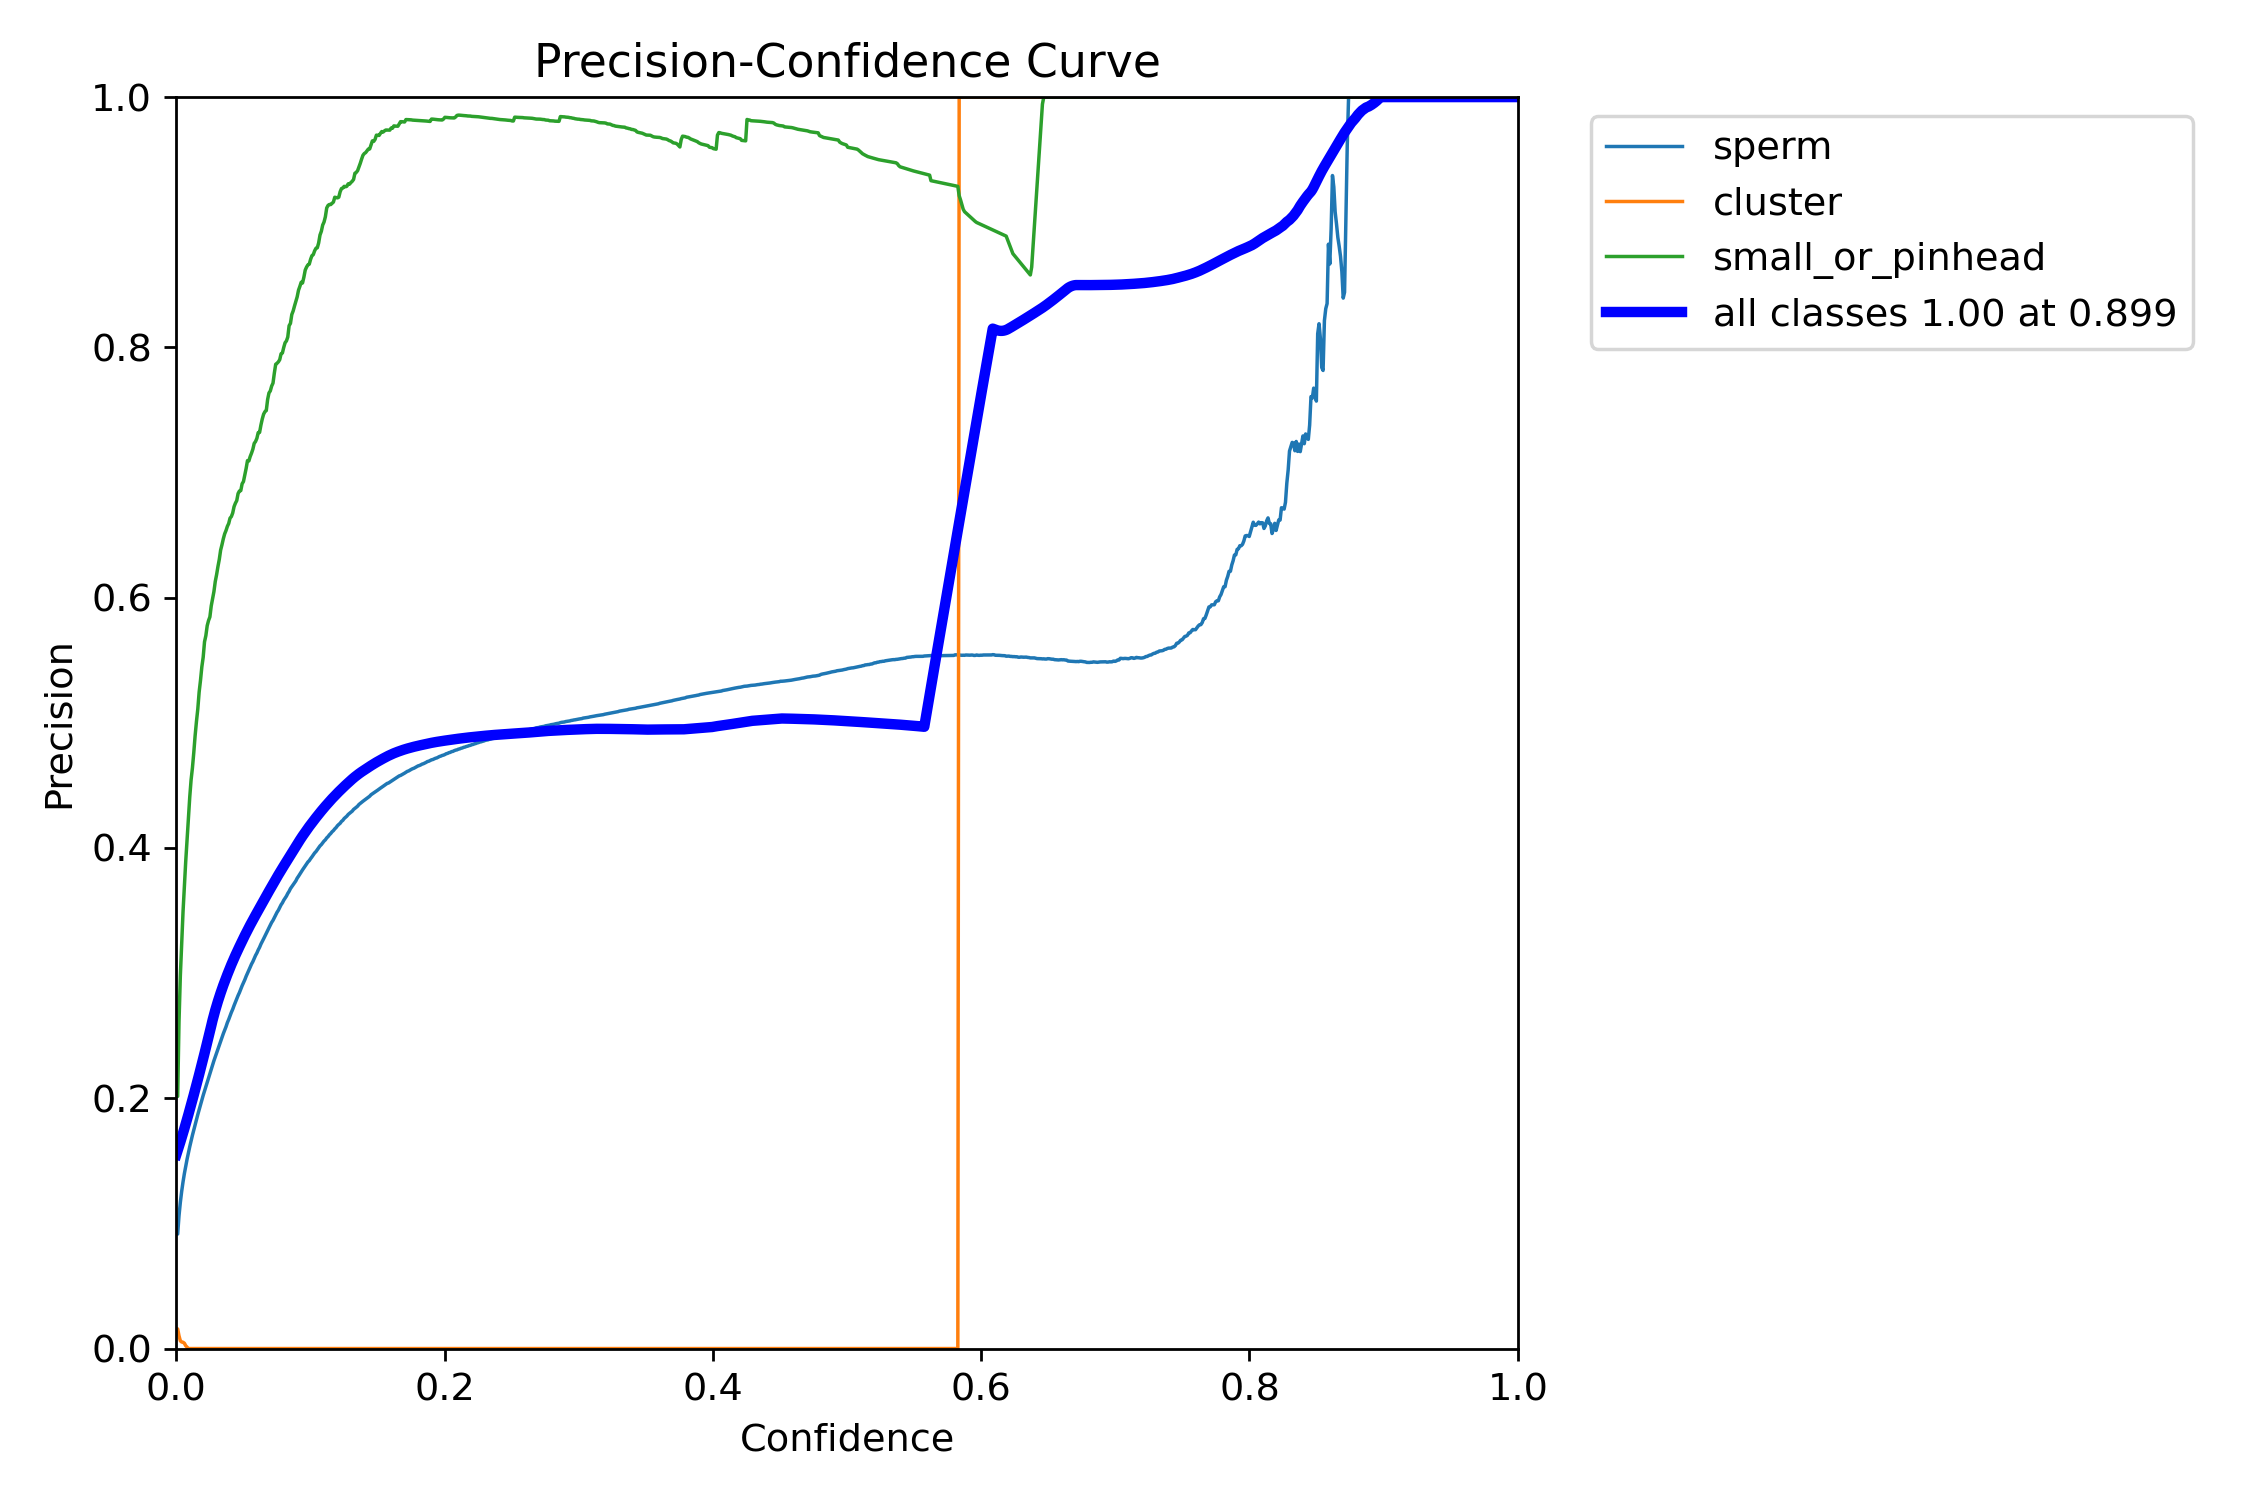 Precision-Confidence Curve
1.0
0.8
0.6
0.4
0.2
0.0
Precision
0.0 0.2 0.4 0.6 0.8 1.0
Confidence
sperm
cluster
small_or_pinhead
all classes 1.00 at 0.899